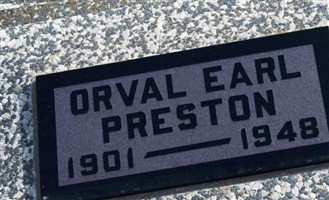 ORVAL EARL
PRESTON
1901 — 1948